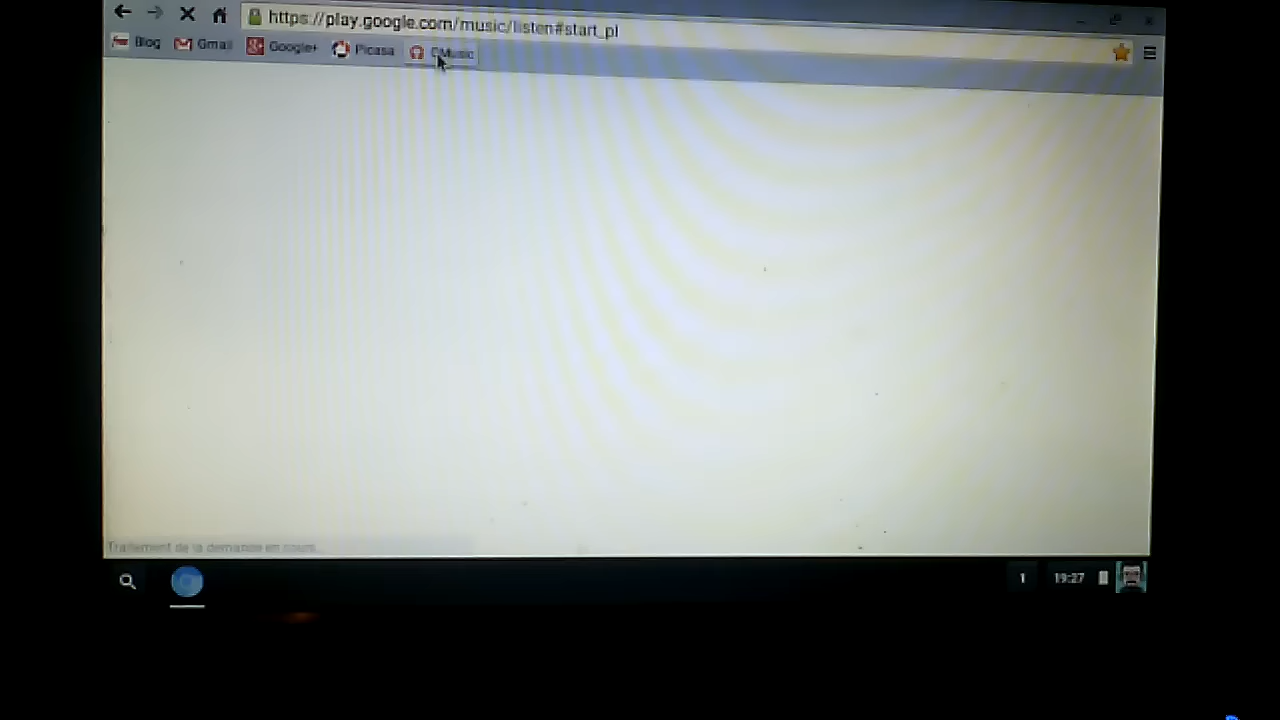 https://play.google.com/music/listen#start_pl
Blog Gmail Google+ Picasa GMusic
Traitement de la demande en cours...
1 19:27